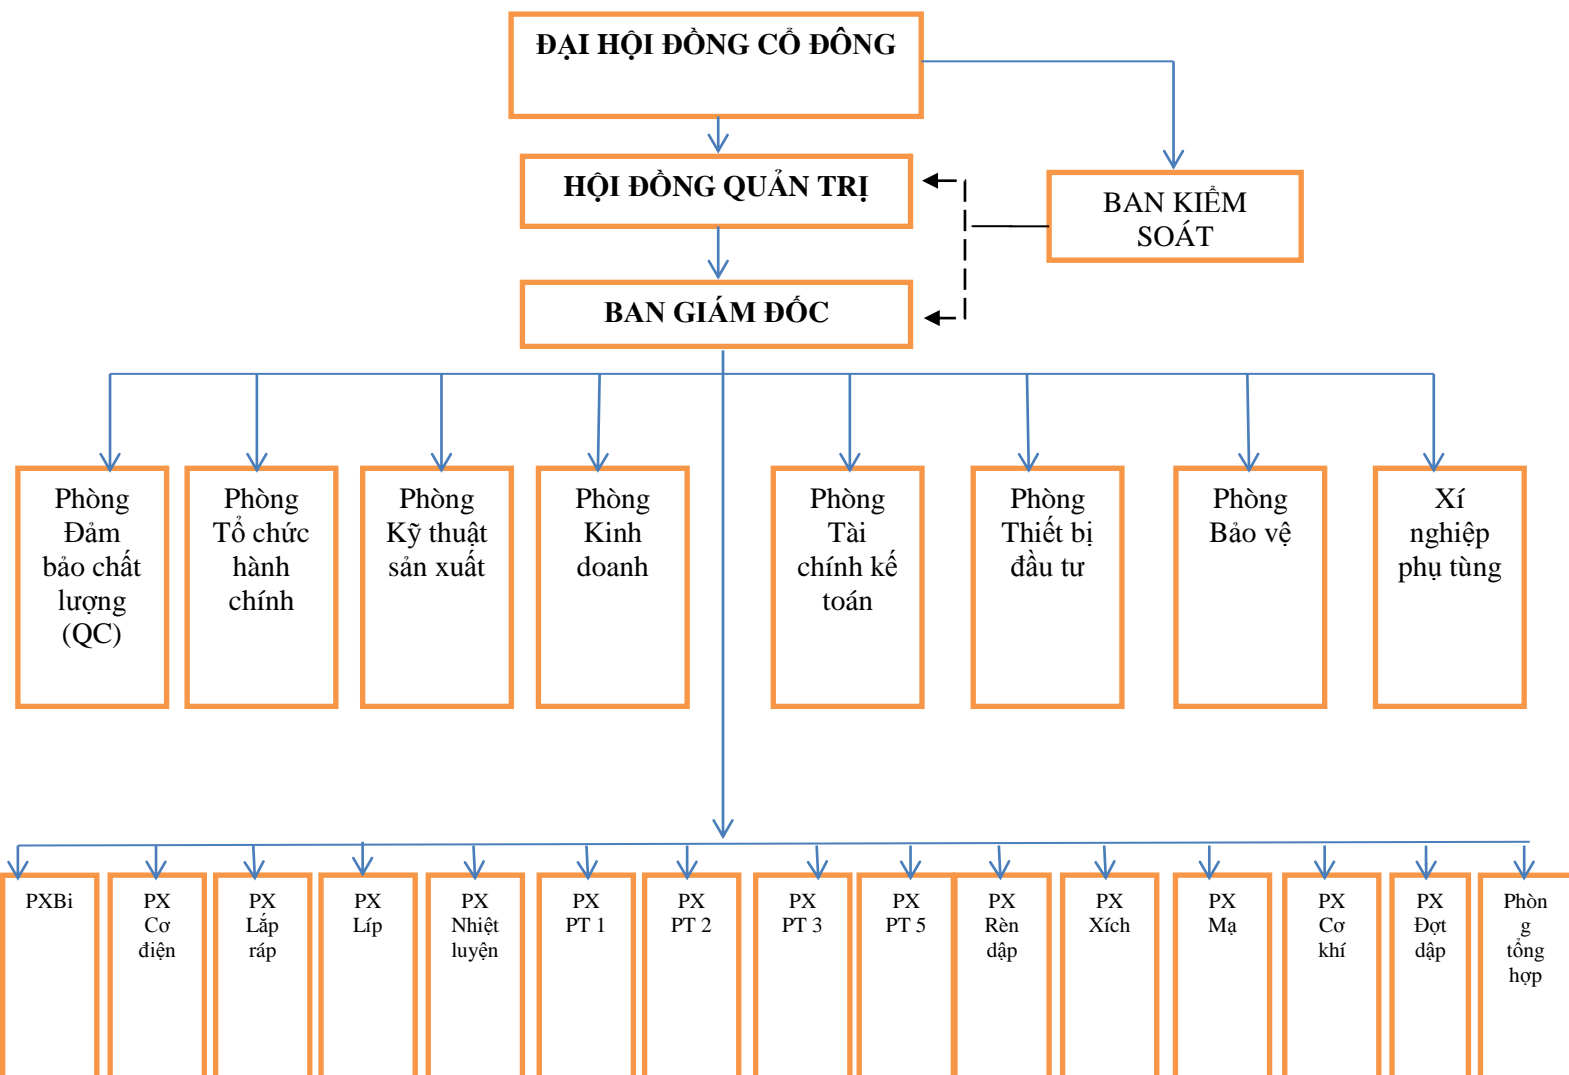 ĐẠI HỘI ĐỒNG CỔ ĐÔNG
HỘI ĐỒNG QUẢN TRỊ
BAN KIỂM
SOÁT
BAN GIÁM ĐỐC
Phòng
Đảm
bảo chất
lượng
(QC)
Phòng
Tổ chức
hành
chính
Phòng
Kỹ thuật
sản xuất
Phòng
Kinh
doanh
Phòng
Tài
chính kế
toán
Phòng
Thiết bị
đầu tư
Phòng
Bảo vệ
Xí
nghiệp
phụ tùng
PXBi
PX
Cơ
điện
PX
Lắp
ráp
PX
Líp
PX
Nhiệt
luyện
PX
PT 1
PX
PT 2
PX
PT 3
PX
PT 5
PX
Rèn
dập
PX
Xích
PX
Mạ
PX
Cơ
khí
PX
Đợt
dập
Phòn
g
tổng
hợp